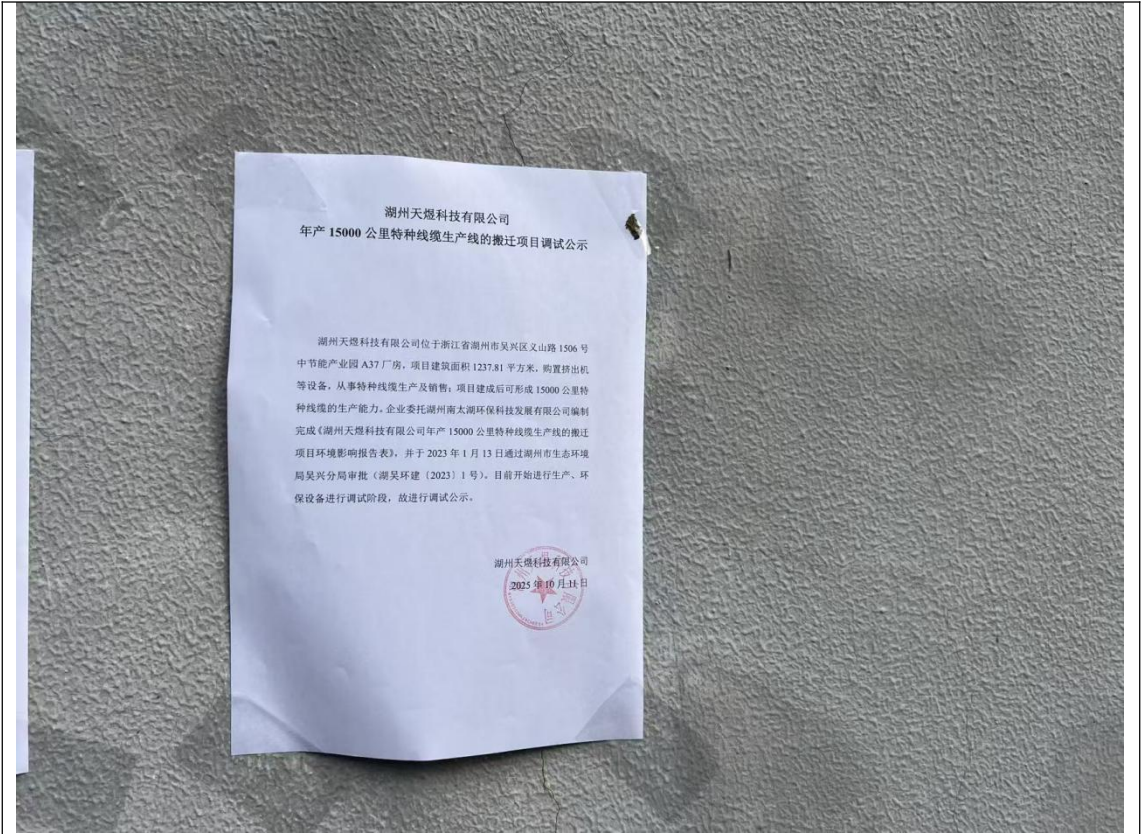 湖州天煜科技有限公司
年产 15000 公里特种线缆生产线的搬迁项目调试公示
湖州天煜科技有限公司位于浙江省湖州市吴兴区义山路 1506 号
中节能产业园 A37 厂房，项目建筑面积 1237.81 平方米，购置挤出机
等设备，从事特种线缆生产及销售；项目建成后可形成 15000 公里特
种线缆的生产能力。企业委托湖州南太湖环保科技发展有限公司编制
完成《湖州天煜科技有限公司年产 15000 公里特种线缆生产线的搬迁
项目环境影响报告表》，并于 2023 年 1 月 13 日通过湖州市生态环境
局吴兴分局审批（湖吴环建〔2023〕1 号）。目前开始进行生产、环
保设备进行调试阶段，故进行调试公示。
湖州天煜科技有限公司
2025 年 10 月 11 日